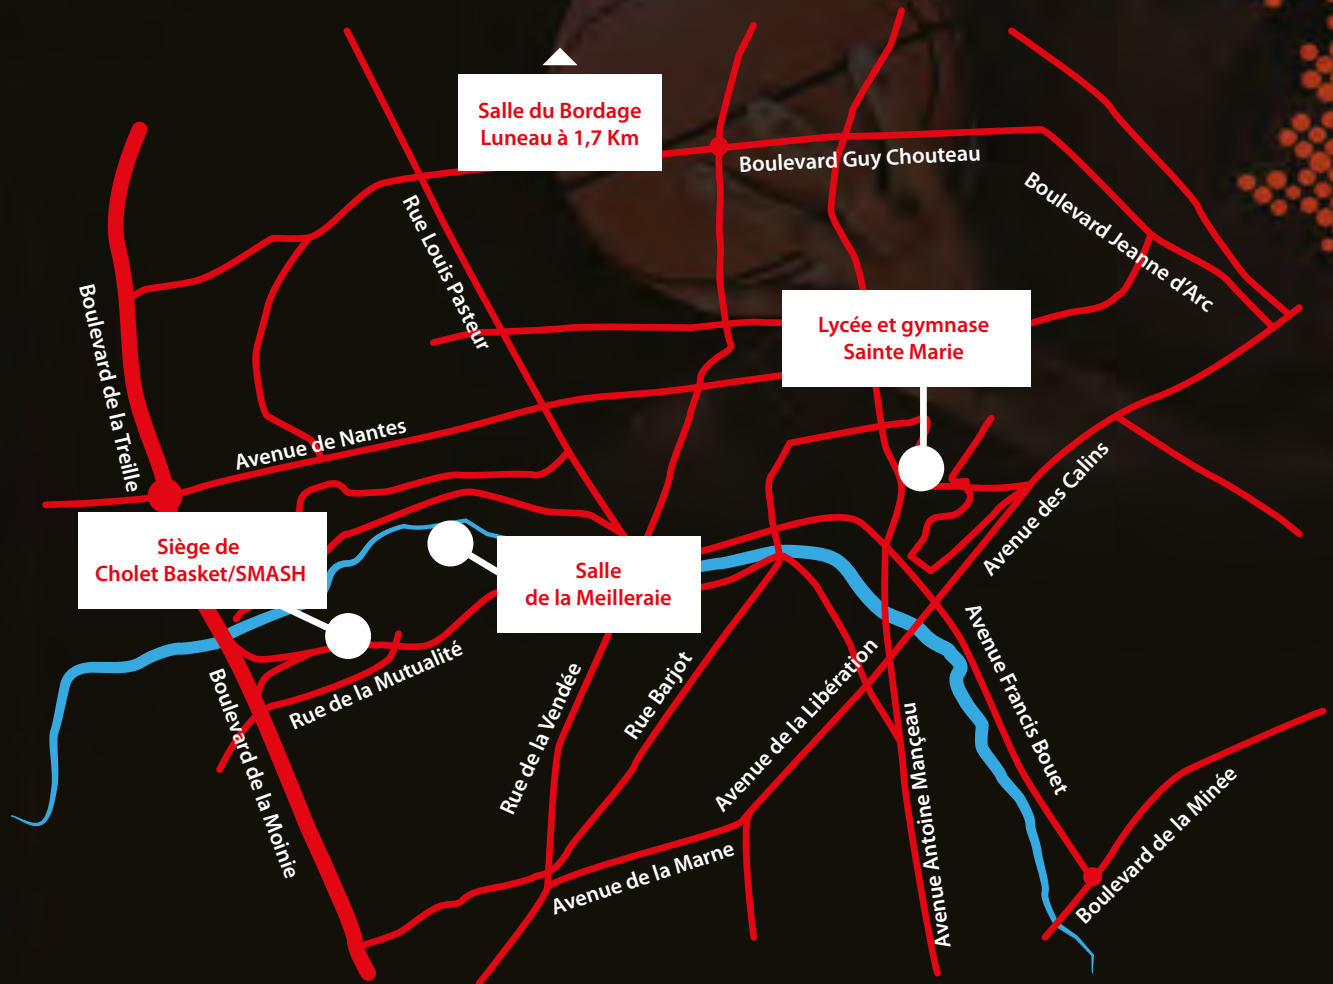 Salle du Bordage
Luneau à 1,7 Km
Boulevard Guy Chouteau
Boulevard Jeanne d'Arc
Rue Louis Pasteur
Boulevard de la Treille
Lycée et gymnase
Sainte Marie
Avenue de Nantes
Avenue des Calins
Siège de
Cholet Basket/SMASH
Salle
de la Meilleraie
Rue de la Mutualité
Boulevard de la Moinie
Rue de la Vendée
Rue Barjot
Avenue de la Libération
Avenue Francis Bouet
Avenue Antoine Mançeau
Boulevard de la Minée
Avenue de la Marne